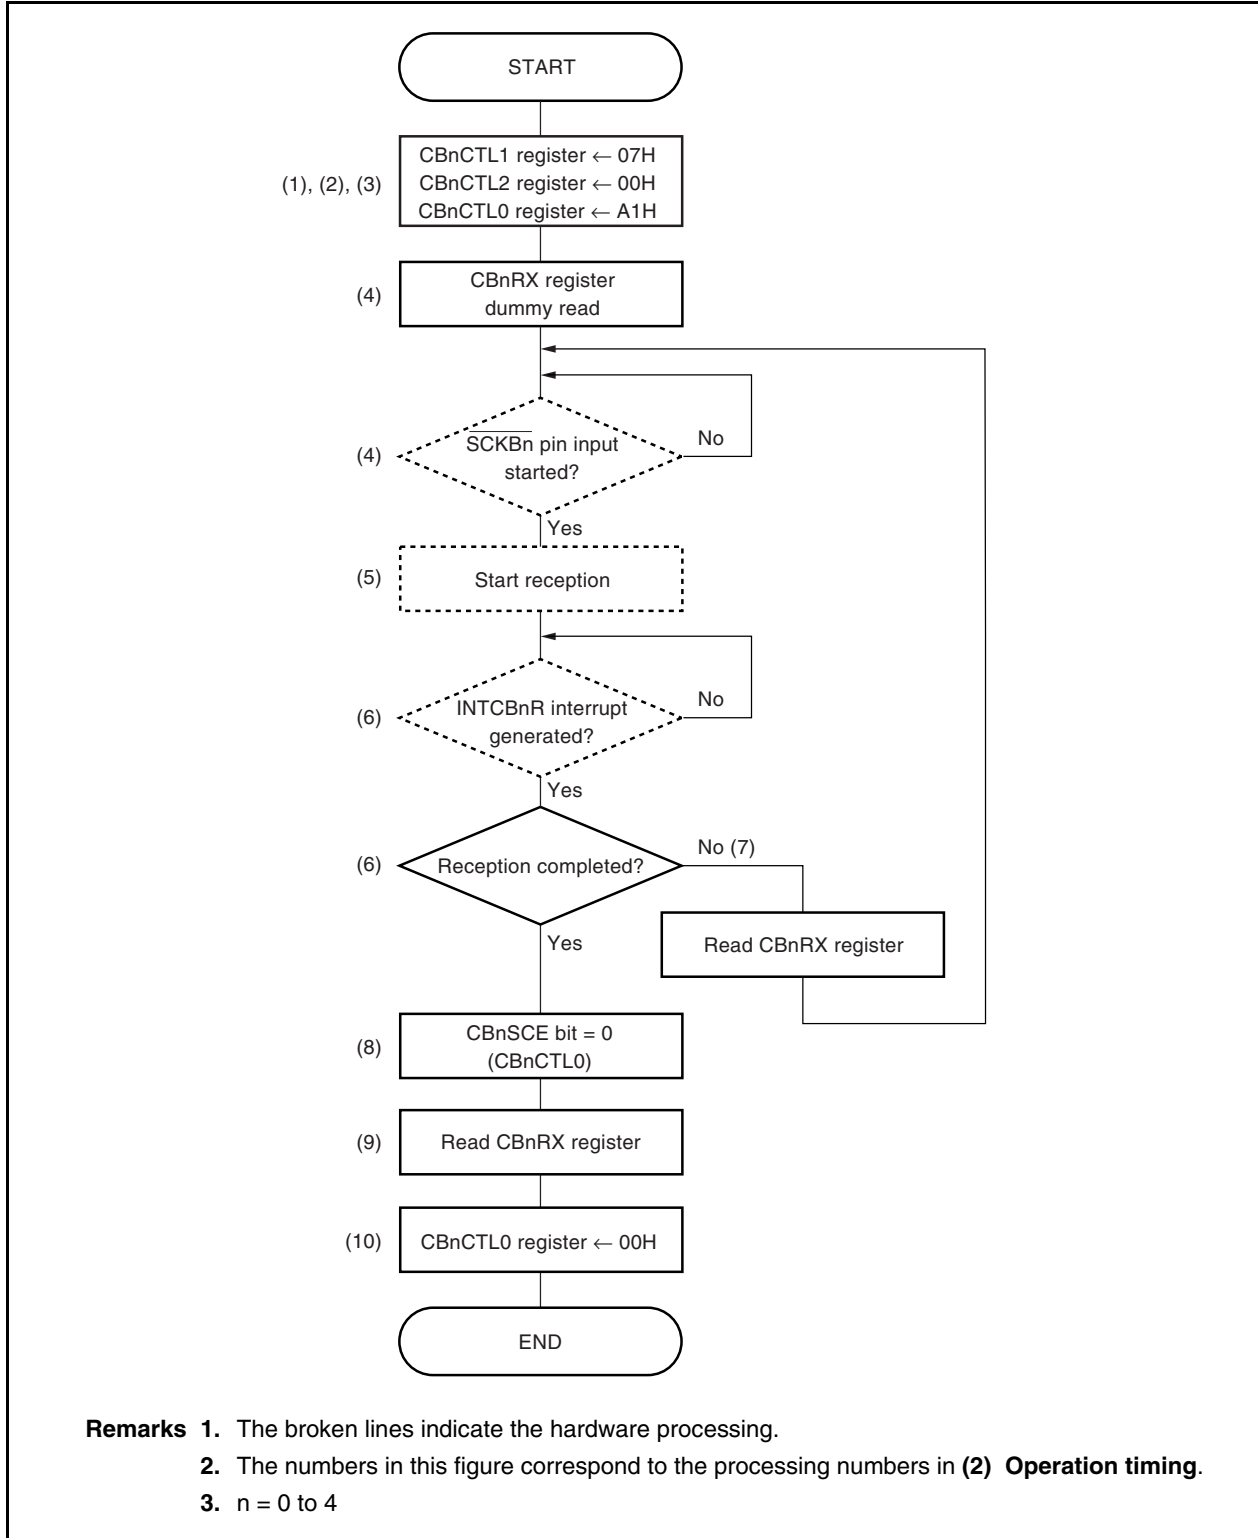 START
CBnCTL1 register ← 07H
(1), (2), (3)
CBnCTL2 register ← 00H
CBnCTL0 register ← A1H
(4)
CBnRX register
dummy read
(4)
SCKBn pin input
started?
No
Yes
(5)
Start reception
(6)
INTCBnR interrupt
generated?
No
Yes
(6)
Reception completed?
No (7)
Read CBnRX register
Yes
(8)
CBnSCE bit = 0
(CBnCTL0)
(9)
Read CBnRX register
(10)
CBnCTL0 register ← 00H
END
Remarks 1. The broken lines indicate the hardware processing.
2. The numbers in this figure correspond to the processing numbers in (2) Operation timing.
3. n = 0 to 4